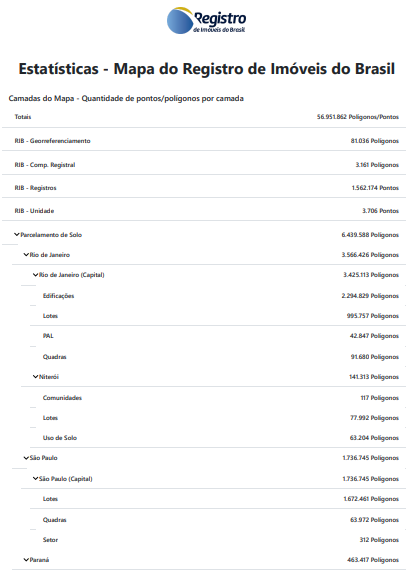 Registro
de Imóveis do Brasil
Estatísticas - Mapa do Registro de Imóveis do Brasil
Camadas do Mapa - Quantidade de pontos/polígonos por camada
Totais 56.951.862 Polígonos/Pontos
RIB - Georreferenciamento 81.036 Polígonos
RIB - Comp. Registral 3.161 Polígonos
RIB - Registros 1.562.174 Pontos
RIB - Unidade 3.706 Pontos
Parcelamento de Solo 6.439.588 Polígonos
Rio de Janeiro 3.566.426 Polígonos
Rio de Janeiro (Capital) 3.425.113 Polígonos
Edificações 2.294.829 Polígonos
Lotes 995.757 Polígonos
PAL 42.847 Polígonos
Quadras 91.680 Polígonos
Niterói 141.313 Polígonos
Comunidades 117 Polígonos
Lotes 77.992 Polígonos
Uso de Solo 63.204 Polígonos
São Paulo 1.736.745 Polígonos
São Paulo (Capital) 1.736.745 Polígonos
Lotes 1.672.461 Polígonos
Quadras 63.972 Polígonos
Setor 312 Polígonos
Paraná 463.417 Polígonos